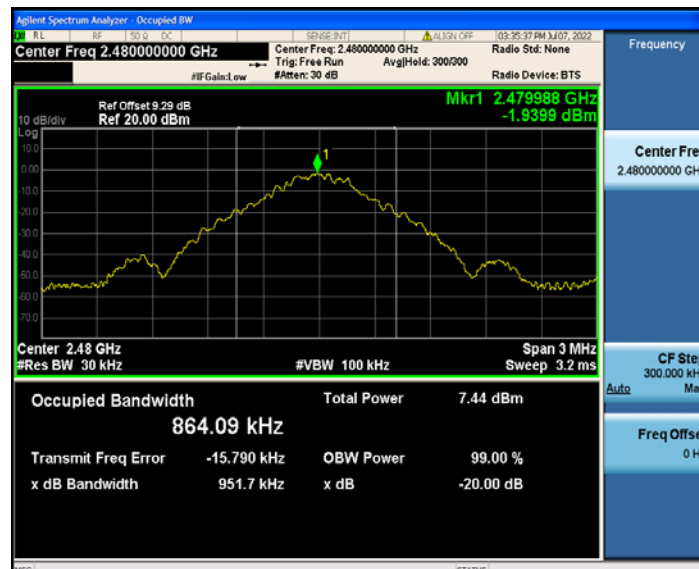 Agilent Spectrum Analyzer - Occupied BW
RL RF 50 Ω DC SENSE:INT ALIGN OFF 03:35:37 PM Jul 07, 2022
Center Freq 2.480000000 GHz
Center Freq: 2.480000000 GHz Radio Std: None
Trig: Free Run Avg|Hold: 300/300
#IFGain:Low #Atten: 30 dB Radio Device: BTS
Frequency
Ref Offset 9.29 dB
10 dB/div Ref 20.00 dBm
Mkr1 2.479988 GHz
-1.9399 dBm
Log
10.0
0.00
-10.0
-20.0
-30.0
-40.0
-50.0
-60.0
-70.0
1
Center 2.48 GHz Span 3 MHz
#Res BW 30 kHz #VBW 100 kHz Sweep 3.2 ms
Occupied Bandwidth Total Power 7.44 dBm
864.09 kHz
Transmit Freq Error -15.790 kHz OBW Power 99.00 %
x dB Bandwidth 951.7 kHz x dB -20.00 dB
Center Fre
2.480000000 GH
CF Ste
300.000 kH
Auto Ma
Freq Offse
0 H